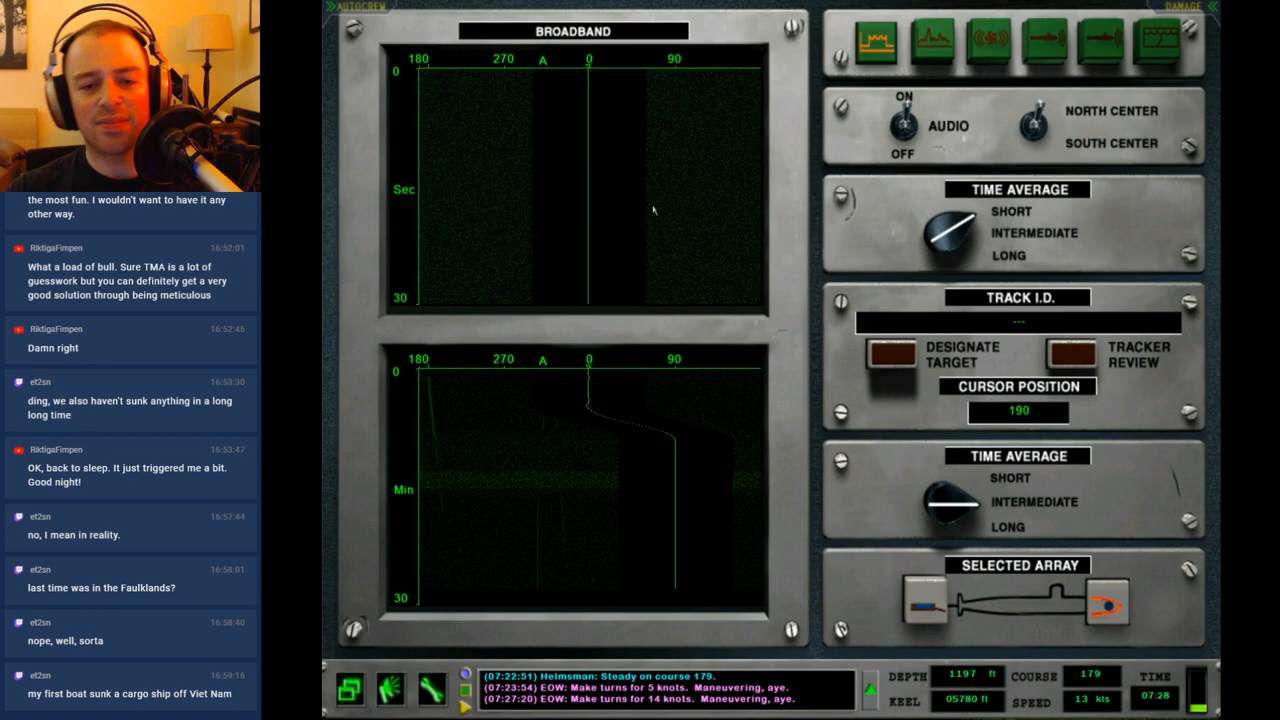 AUTOCREW
DAMAGE
the most fun. I wouldn't want to have it any
other way.
RiktigaFimpen 16:52:01
What a load of bull. Sure TMA is a lot of
guesswork but you can definitely get a very
good solution through being meticulous
RiktigaFimpen 16:52:46
Damn right
et2sn 16:53:30
ding, we also haven't sunk anything in a long
long time
RiktigaFimpen 16:53:47
OK, back to sleep. It just triggered me a bit.
Good night!
et2sn 16:57:44
no, I mean in reality.
et2sn 16:58:01
last time was in the Faulklands?
et2sn 16:58:40
nope, well, sorta
et2sn 16:59:16
my first boat sunk a cargo ship off Viet Nam
BROADBAND
180 270 A 0 90
0
Sec
30
180 270 A 0 90
0
Min
30
ON
AUDIO
OFF
NORTH CENTER
SOUTH CENTER
TIME AVERAGE
SHORT
INTERMEDIATE
LONG
TRACK I.D.
---
DESIGNATE
TARGET
TRACKER
REVIEW
CURSOR POSITION
190
TIME AVERAGE
SHORT
INTERMEDIATE
LONG
SELECTED ARRAY
(07:22:51) Helmsman: Steady on course 179.
(07:23:54) EOW: Make turns for 5 knots. Maneuvering, aye.
(07:27:20) EOW: Make turns for 14 knots. Maneuvering, aye.
DEPTH 1197 ft COURSE 179 TIME
KEEL 05780 ft SPEED 13 kts 07:28